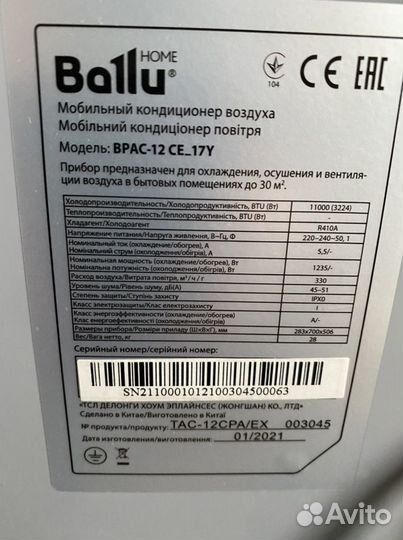 HOME
Ballu®
104
CE EAC
Мобильный кондиционер воздуха
Мобільний кондиціонер повітря
Модель: BPAC-12 CE_17Y
Прибор предназначен для охлаждения, осушения и вентиля-
ции воздуха в бытовых помещениях до 30 м².
Холодопроизводительность/Холодопродуктивність, BTU (Вт) 11000 (3224)
Теплопроизводительность/Теплопродуктивність, BTU (Вт) -
Хладагент/Холодоагент R410A
Напряжение питания/Напруга живлення, В~Гц, Ф 220-240~50, 1
Номинальный ток (охлаждение/обогрев), А
Номінальний струм (охолодження/обігрів), А 5,5/-
Номинальная мощность (охлаждение/обогрев), Вт
Номінальна потужність (охолодження/обігрів), Вт 1235/-
Расход воздуха/Витрата повітря, м³/ч / г 330
Уровень шума/Рівень шуму, дБ(А) 45-51
Степень защиты/Ступінь захисту IPX0
Класс электрозащиты/Клас електрозахисту I
Класс энергоэффективности (охлаждение/обогрев)
Клас енергоефективності (охолодження/обігрів) A/-
Размеры прибора/Розміри приладу (Ш×В×Г), мм 283x700x506
Вес/Вага нетто, кг 28
Серийный номер/Серійний номер:
SN2110001012100304500063
«ТСЛ ДЕЛОНГИ ХОУМ ЭППЛАЙНСЕС (ЖОНГШАН) КО., ЛТД»
Сделано в Китае/Виготовлено в Китаї
№ продукта/продукту: TAC-12CPA/EX 003045
Дата изготовления/виготовлення: 01/2021
Avito